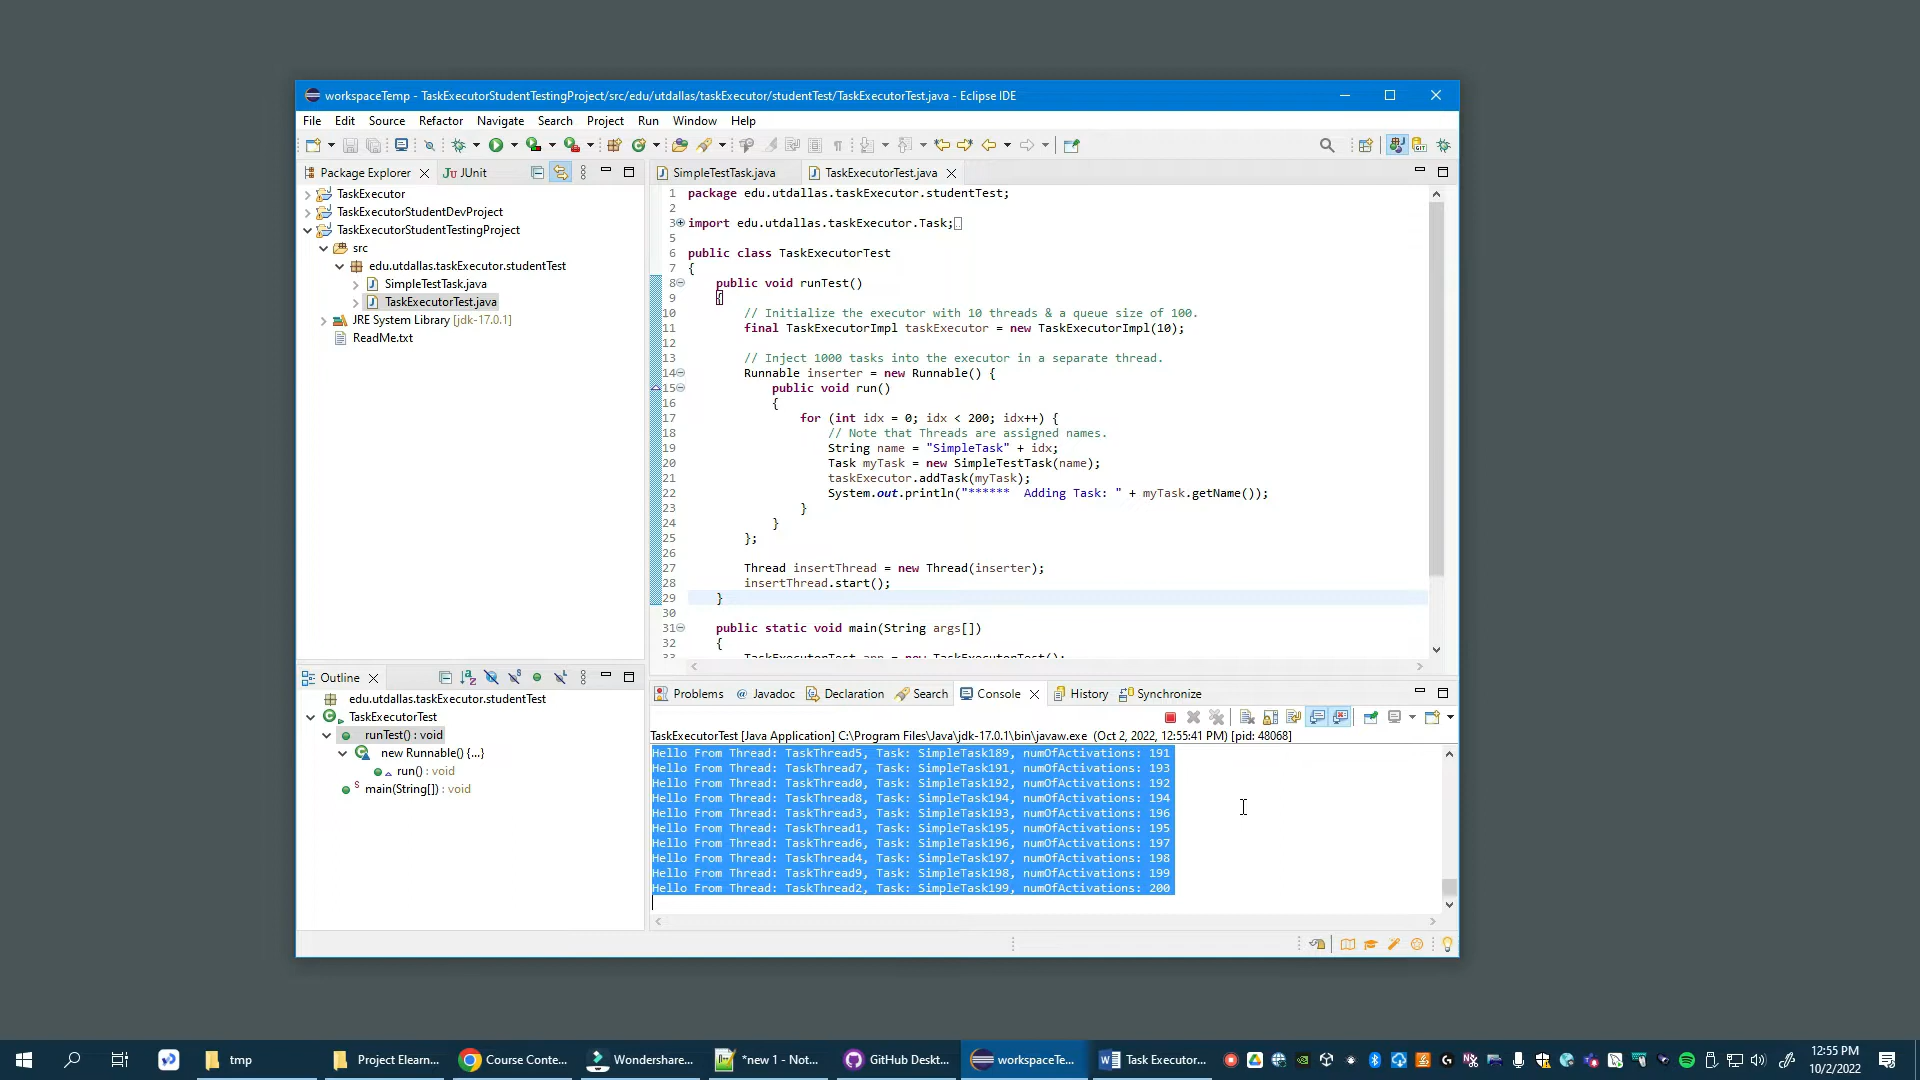 workspaceTemp - TaskExecutorStudentTestingProject/src/edu/utdallas/taskExecutor/studentTest/TaskExecutorTest.java - Eclipse IDE
File Edit Source Refactor Navigate Search Project Run Window Help
Package Explorer
JUnit
TaskExecutor
TaskExecutorStudentDevProject
TaskExecutorStudentTestingProject
src
edu.utdallas.taskExecutor.studentTest
SimpleTestTask.java
TaskExecutorTest.java
JRE System Library [jdk-17.0.1]
ReadMe.txt
SimpleTestTask.java
TaskExecutorTest.java
1 package edu.utdallas.taskExecutor.studentTest;
2
3 import edu.utdallas.taskExecutor.Task;
5
6 public class TaskExecutorTest
7 {
8 public void runTest()
9 {
10 // Initialize the executor with 10 threads & a queue size of 100.
11 final TaskExecutorImpl taskExecutor = new TaskExecutorImpl(10);
12
13 // Inject 1000 tasks into the executor in a separate thread.
14 Runnable inserter = new Runnable() {
15 public void run()
16 {
17 for (int idx = 0; idx < 200; idx++) {
18 // Note that Threads are assigned names.
19 String name = "SimpleTask" + idx;
20 Task myTask = new SimpleTestTask(name);
21 taskExecutor.addTask(myTask);
22 System.out.println("****** Adding Task: " + myTask.getName());
23 }
24 }
25 };
26
27 Thread insertThread = new Thread(inserter);
28 insertThread.start();
29 }
30
31 public static void main(String args[])
32 {
33 TaskExecutorTest app = new TaskExecutorTest();
Outline
edu.utdallas.taskExecutor.studentTest
TaskExecutorTest
runTest() : void
new Runnable() {...}
run() : void
main(String[]) : void
Problems Javadoc Declaration Search Console History Synchronize
TaskExecutorTest [Java Application] C:\Program Files\Java\jdk-17.0.1\bin\javaw.exe (Oct 2, 2022, 12:55:41 PM) [pid: 48068]
Hello From Thread: TaskThread5, Task: SimpleTask189, numOfActivations: 191
Hello From Thread: TaskThread7, Task: SimpleTask191, numOfActivations: 193
Hello From Thread: TaskThread0, Task: SimpleTask192, numOfActivations: 192
Hello From Thread: TaskThread8, Task: SimpleTask194, numOfActivations: 194
Hello From Thread: TaskThread3, Task: SimpleTask193, numOfActivations: 196
Hello From Thread: TaskThread1, Task: SimpleTask195, numOfActivations: 195
Hello From Thread: TaskThread6, Task: SimpleTask196, numOfActivations: 197
Hello From Thread: TaskThread4, Task: SimpleTask197, numOfActivations: 198
Hello From Thread: TaskThread9, Task: SimpleTask198, numOfActivations: 199
Hello From Thread: TaskThread2, Task: SimpleTask199, numOfActivations: 200
tmp
Project Elearn...
Course Conte...
Wondershare...
*new 1 - Not...
GitHub Deskt...
workspaceTe...
Task Executor...
12:55 PM
10/2/2022